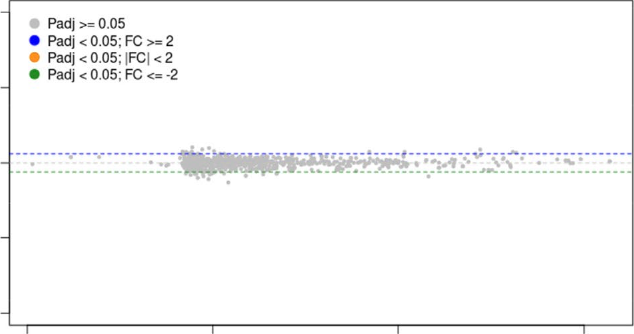 Padj >= 0.05
Padj < 0.05; FC >= 2
Padj < 0.05; |FC| < 2
Padj < 0.05; FC <= -2